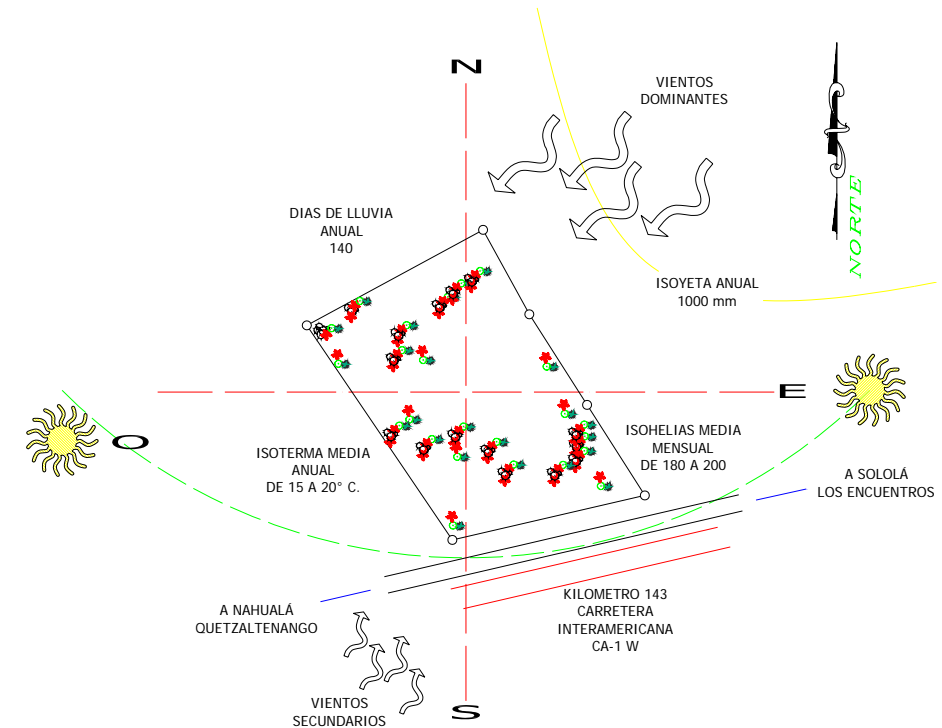 N
VIENTOS
DOMINANTES
NORTE
DIAS DE LLUVIA
ANUAL
140
ISOYETA ANUAL
1000 mm
E
O
ISOTERMA MEDIA
ANUAL
DE 15 A 20° C.
ISOHELIAS MEDIA
MENSUAL
DE 180 A 200
A SOLOLÁ
LOS ENCUENTROS
A NAHUALÁ
QUETZALTENANGO
KILOMETRO 143
CARRETERA
INTERAMERICANA
CA-1 W
VIENTOS
SECUNDARIOS
S